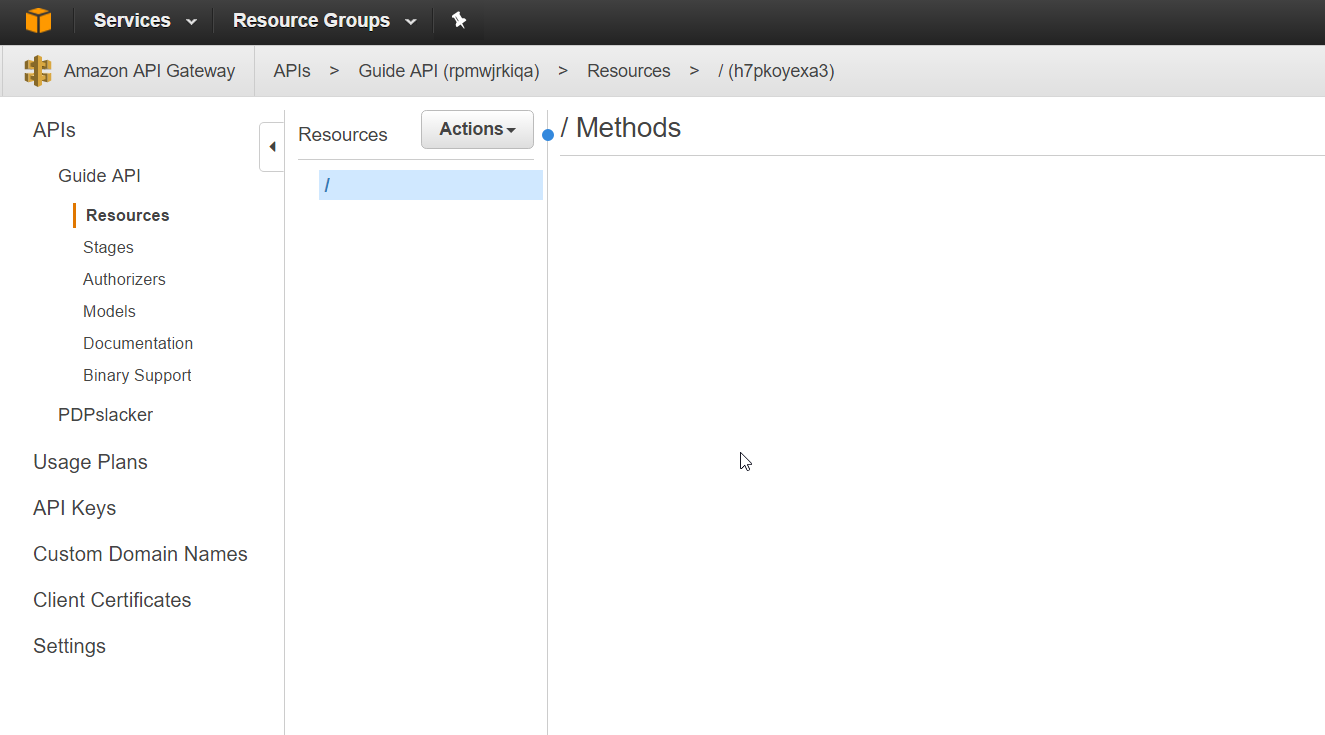 Services Resource Groups
Amazon API Gateway APIs > Guide API (rpmwjrkiqa) > Resources > / (h7pkoyexa3)
APIs
Guide API
Resources
Stages
Authorizers
Models
Documentation
Binary Support
PDPslacker
Usage Plans
API Keys
Custom Domain Names
Client Certificates
Settings
Resources Actions
/
/ Methods